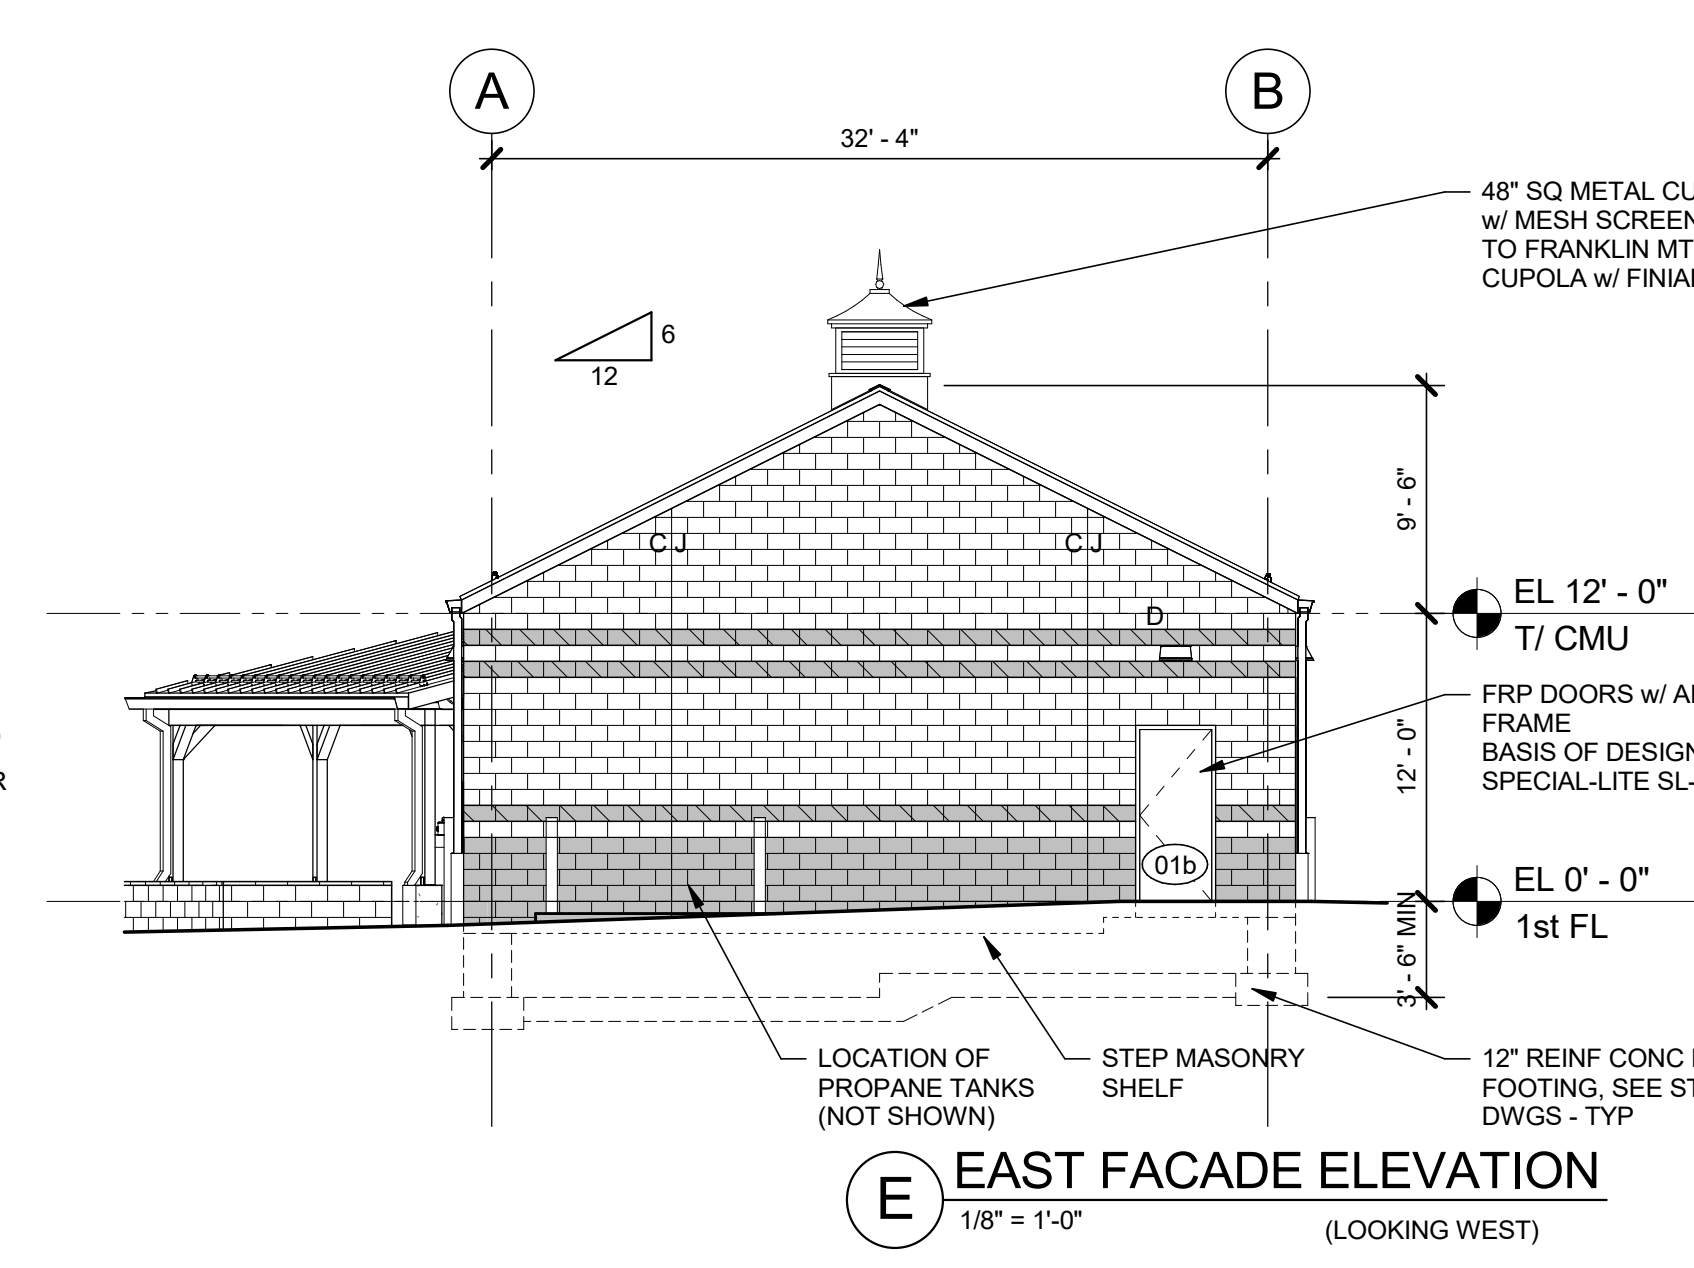 A
B
32' - 4"
48" SQ METAL CU
w/ MESH SCREEN
TO FRANKLIN MT
CUPOLA w/ FINIAL
6
12
9' - 6"
CJ
CJ
EL 12' - 0"
T/ CMU
D
FRP DOORS w/ AL
FRAME
BASIS OF DESIGN
SPECIAL-LITE SL-
12' - 0"
R
01b
EL 0' - 0"
1st FL
3' - 6" MIN
LOCATION OF
PROPANE TANKS
(NOT SHOWN)
STEP MASONRY
SHELF
12" REINF CONC
FOOTING, SEE ST
DWGS - TYP
E
EAST FACADE ELEVATION
1/8" = 1'-0"
(LOOKING WEST)